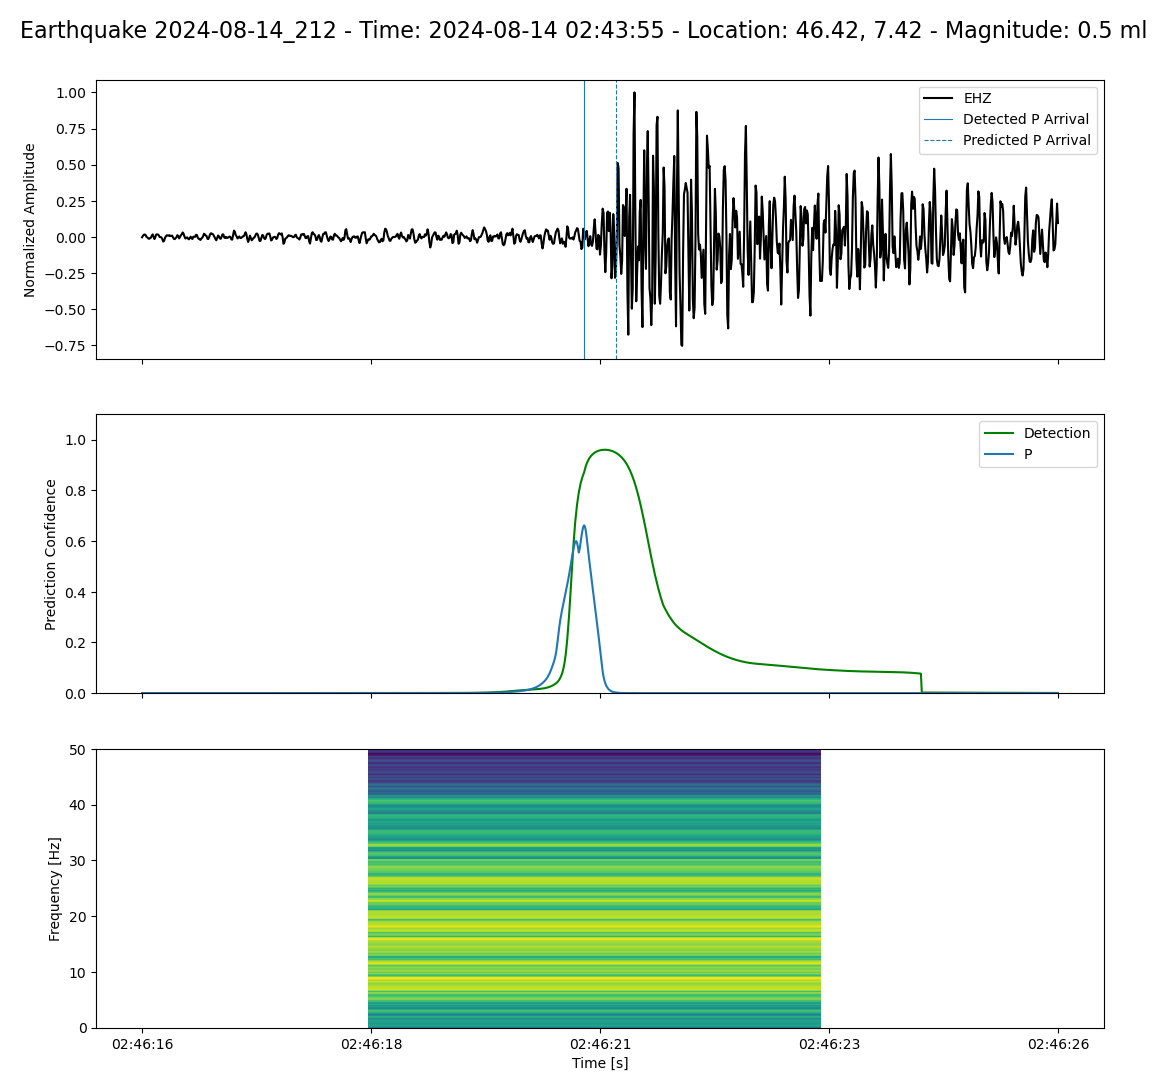 Earthquake 2024-08-14_212 - Time: 2024-08-14 02:43:55 - Location: 46.42, 7.42 - Magnitude: 0.5 ml
EHZ
Detected P Arrival
Predicted P Arrival
Normalized Amplitude
1.00
0.75
0.50
0.25
0.00
−0.25
−0.50
−0.75
Detection
P
Prediction Confidence
1.0
0.8
0.6
0.4
0.2
0.0
Frequency [Hz]
50
40
30
20
10
0
02:46:16 02:46:18 02:46:21 02:46:23 02:46:26
Time [s]